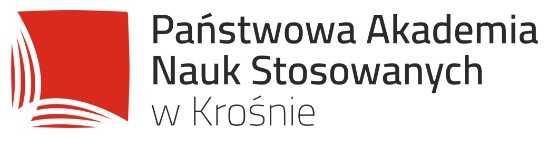 Państwowa Akademia
Nauk Stosowanych
w Krośnie